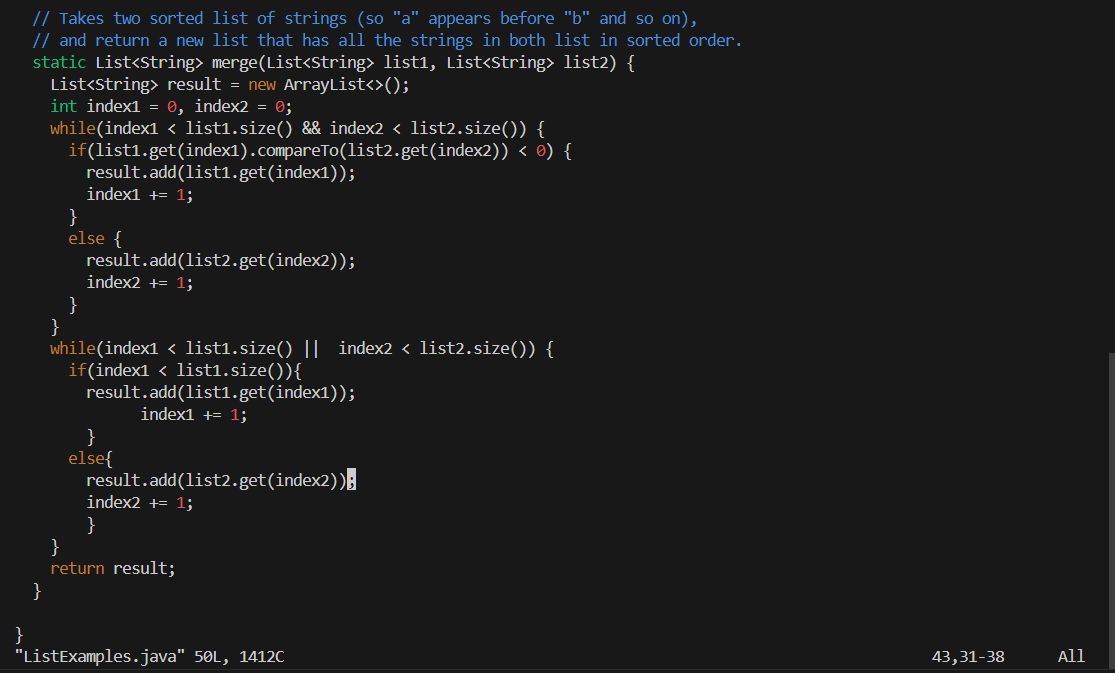 // Takes two sorted list of strings (so "a" appears before "b" and so on),
// and return a new list that has all the strings in both list in sorted order.
static List<String> merge(List<String> list1, List<String> list2) {
List<String> result = new ArrayList<>();
int index1 = 0, index2 = 0;
while(index1 < list1.size() && index2 < list2.size()) {
if(list1.get(index1).compareTo(list2.get(index2)) < 0) {
result.add(list1.get(index1));
index1 += 1;
}
else {
result.add(list2.get(index2));
index2 += 1;
}
}
while(index1 < list1.size() ||  index2 < list2.size()) {
if(index1 < list1.size()){
result.add(list1.get(index1));
index1 += 1;
}
else{
result.add(list2.get(index2));
index2 += 1;
}
}
return result;
}
}
"ListExamples.java" 50L, 1412C 43,31-38 All